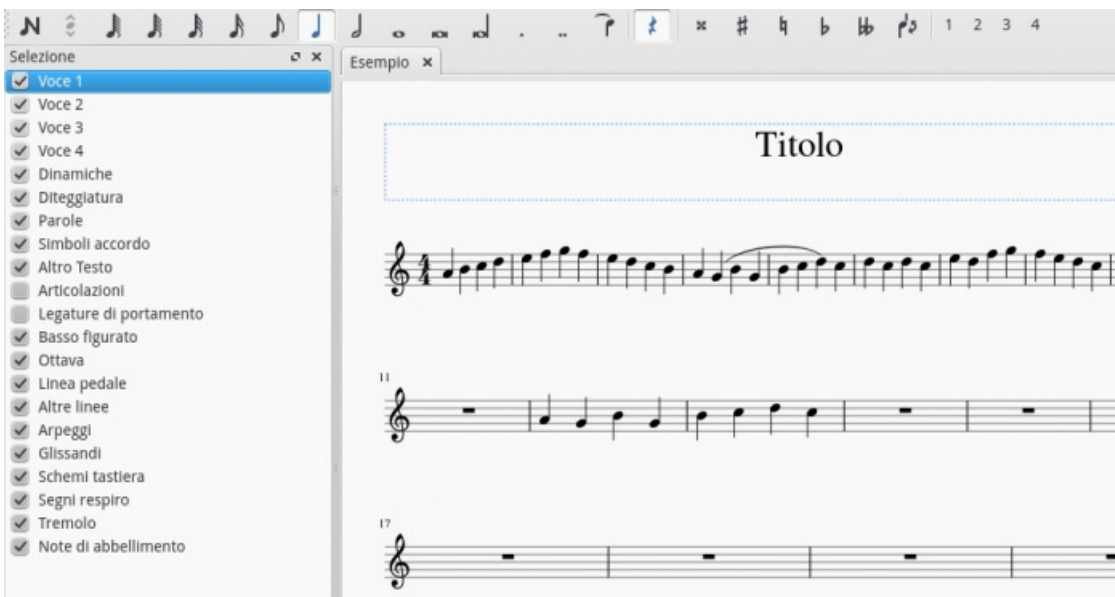 N
1 2 3 4
Selezione
Esempio
Voce 1
Voce 2
Voce 3
Voce 4
Dinamiche
Diteggiatura
Parole
Simboli accordo
Altro Testo
Articolazioni
Legature di portamento
Basso figurato
Ottava
Linea pedale
Altre linee
Arpeggi
Glissandi
Schemi tastiera
Segni respiro
Tremolo
Note di abbellimento
Titolo
4
4
11
17